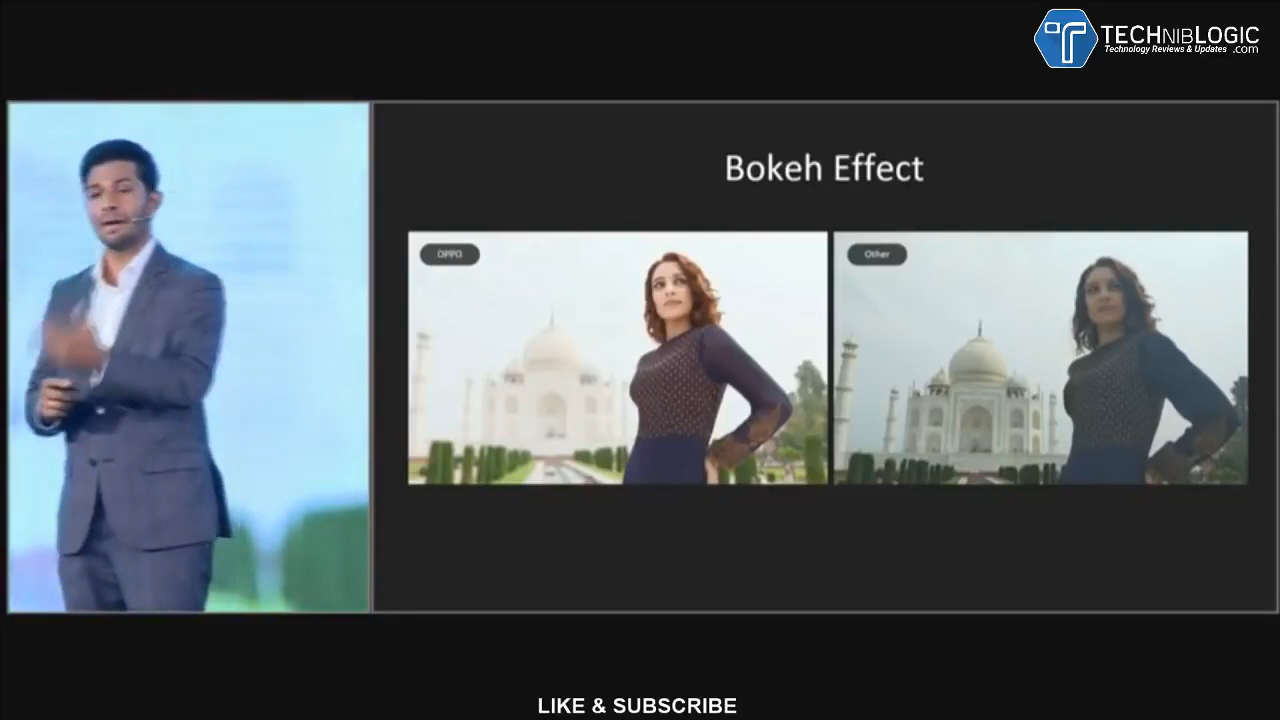 TECHNIBLOGIC
Technology Reviews & Updates .com
Bokeh Effect
OPPO
Other
LIKE & SUBSCRIBE